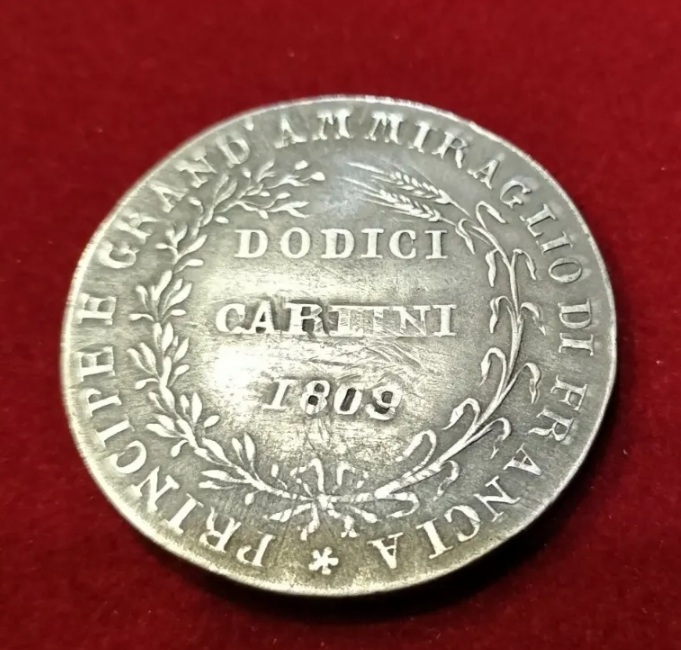 PRINCIPE E GRAND' AMMIRAGLIO DI FRANCIA *
DODICI
CARLINI
1809